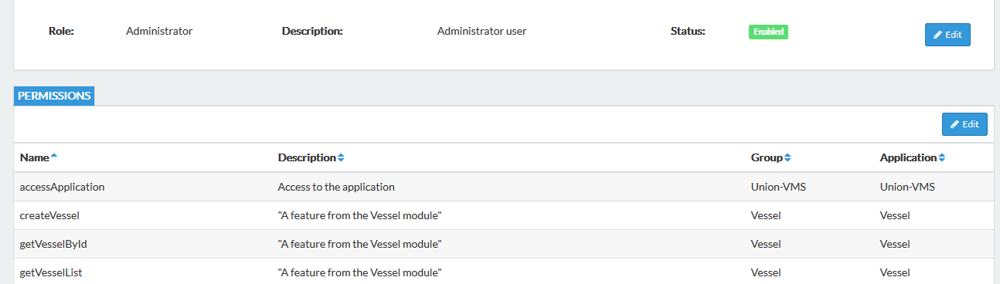 Role: Administrator Description: Administrator user Status: Enabled Edit
PERMISSIONS
Edit
Name Description Group Application
accessApplication Access to the application Union-VMS Union-VMS
createVessel "A feature from the Vessel module" Vessel Vessel
getVesselById "A feature from the Vessel module" Vessel Vessel
getVesselList "A feature from the Vessel module" Vessel Vessel